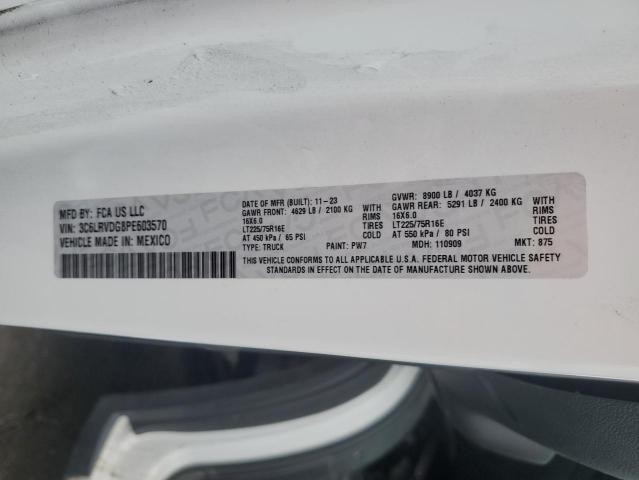 MFD BY: FCA US LLC
VIN: 3C6LRVDG8PE603570
VEHICLE MADE IN: MEXICO
DATE OF MFR (BUILT): 11-23
GAWR FRONT: 4629 LB / 2100 KG
16X6.0 RIMS
LT225/75R16E TIRES
AT 450 kPa / 65 PSI COLD
TYPE: TRUCK PAINT: PW7
GVWR: 8900 LB / 4037 KG
GAWR REAR: 5291 LB / 2400 KG
16X6.0 RIMS
LT225/75R16E TIRES
AT 550 kPa / 80 PSI COLD
MDH: 110909 MKT: 875
THIS VEHICLE CONFORMS TO ALL APPLICABLE U.S.A. FEDERAL MOTOR VEHICLE SAFETY
STANDARDS IN EFFECT ON THE DATE OF MANUFACTURE SHOWN ABOVE.